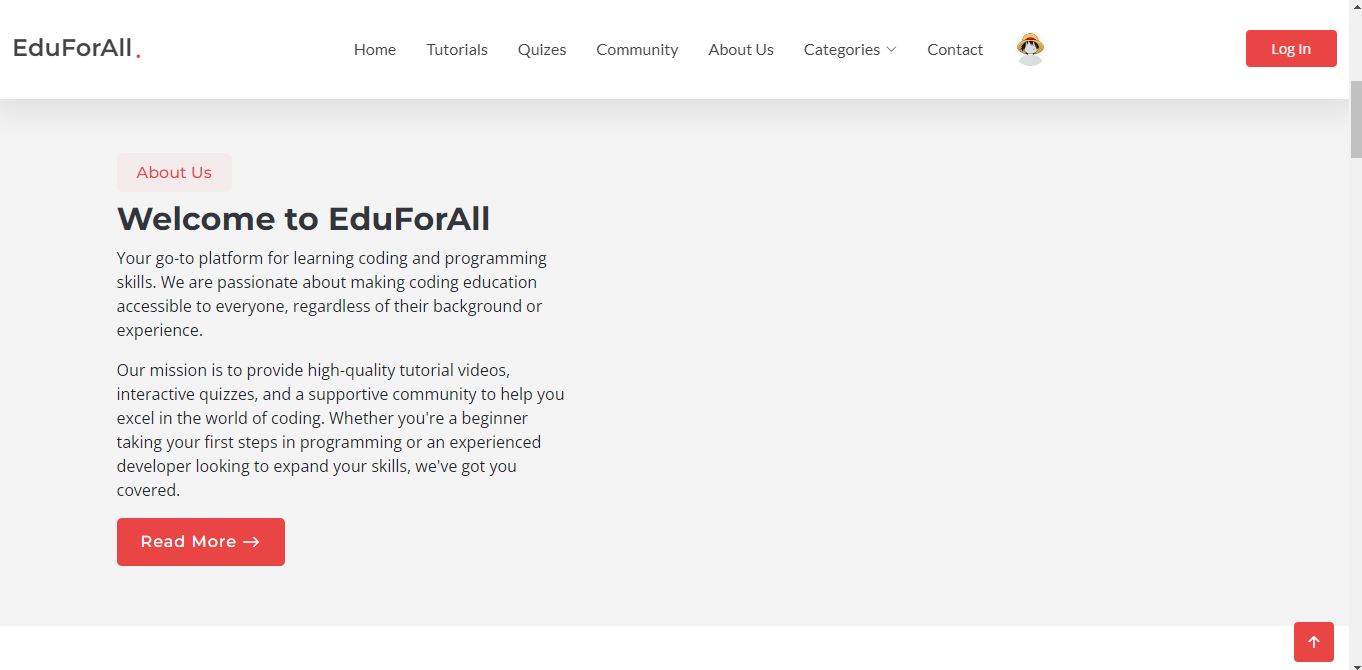 EduForAll.
Home Tutorials Quizes Community About Us Categories Contact Log In
About Us
Welcome to EduForAll
Your go-to platform for learning coding and programming
skills. We are passionate about making coding education
accessible to everyone, regardless of their background or
experience.
Our mission is to provide high-quality tutorial videos,
interactive quizzes, and a supportive community to help you
excel in the world of coding. Whether you're a beginner
taking your first steps in programming or an experienced
developer looking to expand your skills, we've got you
covered.
Read More →